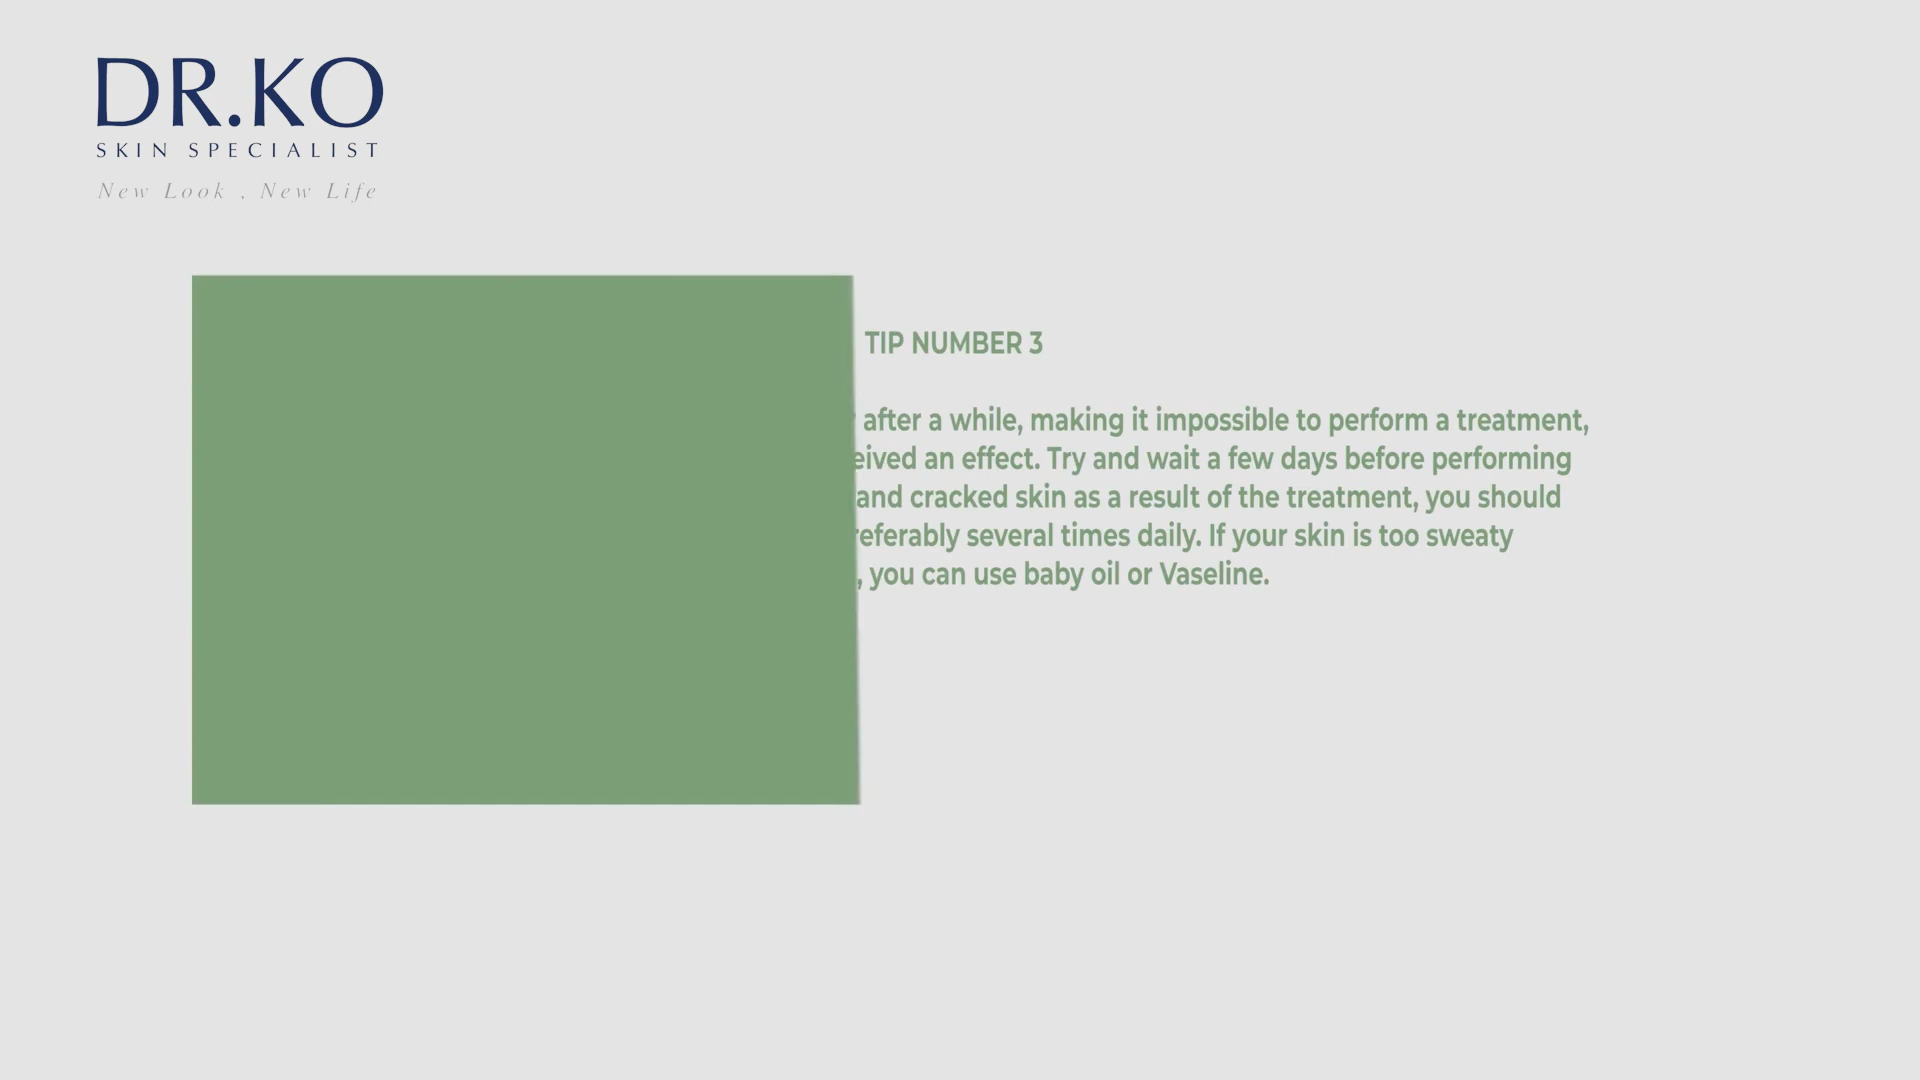 DR.KO
SKIN SPECIALIST
New Look , New Life
TIP NUMBER 3
after a while, making it impossible to perform a treatment,
an effect. Try and wait a few days before performing
and cracked skin as a result of the treatment, you should
several times daily. If your skin is too sweaty
, you can use baby oil or Vaseline.